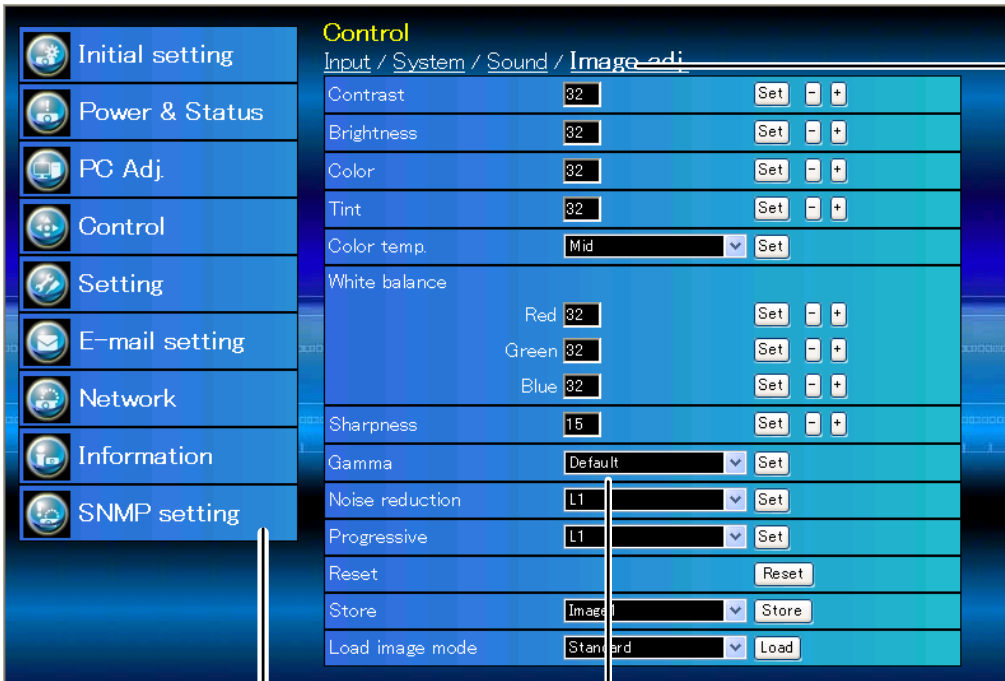 Initial setting
Power & Status
PC Adj.
Control
Setting
E-mail setting
Network
Information
SNMP setting
Control
Input / System / Sound / Image adj.
Contrast 32 Set - +
Brightness 32 Set - +
Color 32 Set - +
Tint 32 Set - +
Color temp. Mid Set
White balance
Red 32 Set - +
Green 32 Set - +
Blue 32 Set - +
Sharpness 15 Set - +
Gamma Default Set
Noise reduction L1 Set
Progressive L1 Set
Reset Reset
Store Image1 Store
Load image mode Standard Load